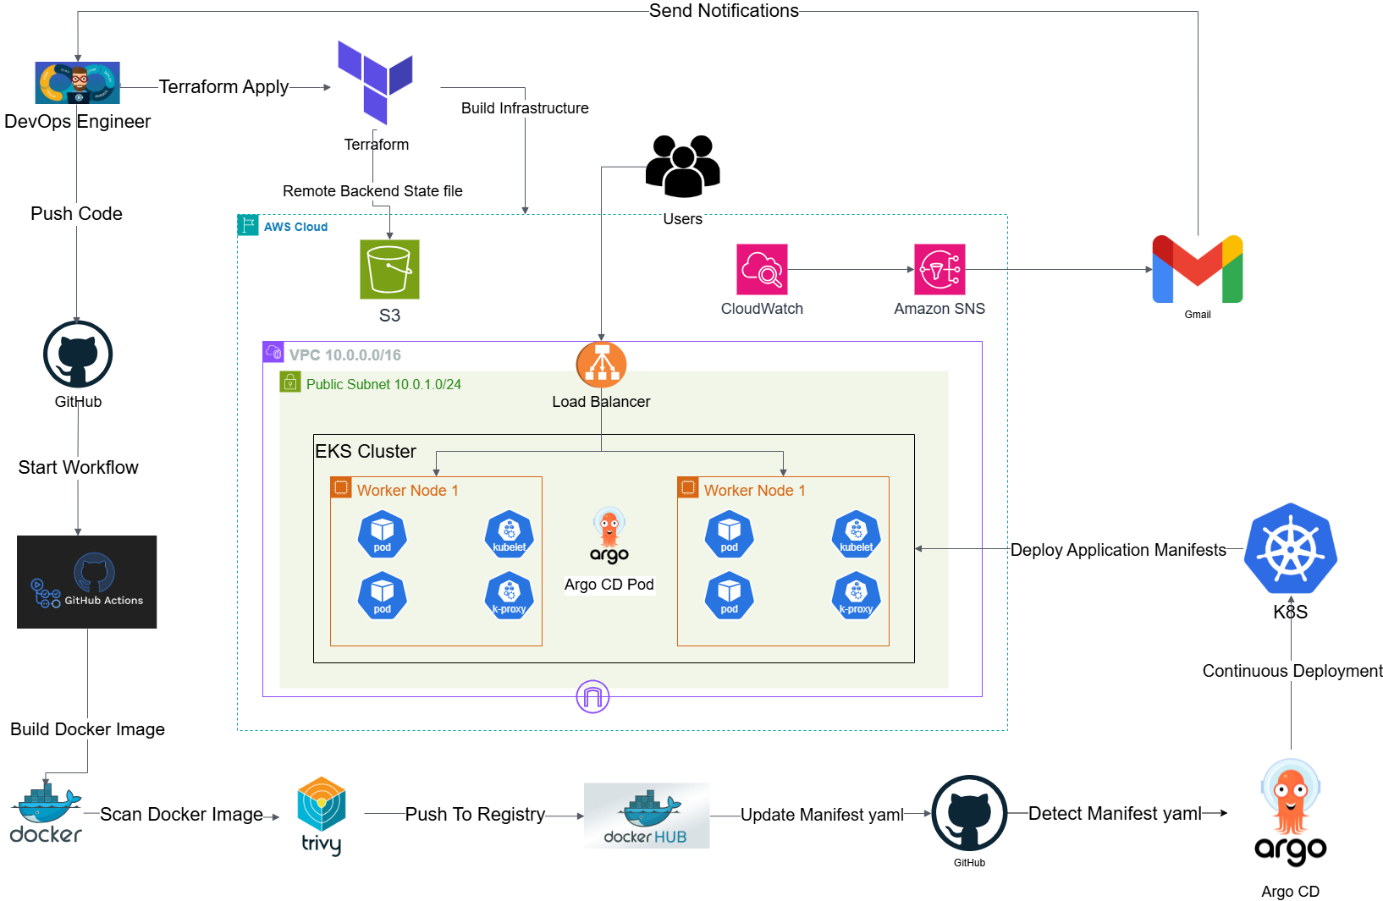 Send Notifications
Terraform Apply
Build Infrastructure
DevOps Engineer
Terraform
Remote Backend State file
Push Code
Users
AWS Cloud
S3
CloudWatch
Amazon SNS
Gmail
VPC 10.0.0.0/16
Public Subnet 10.0.1.0/24
Load Balancer
GitHub
EKS Cluster
Start Workflow
Worker Node 1
Worker Node 1
pod
kubelet
argo
pod
kubelet
Deploy Application Manifests
Argo CD Pod
GitHub Actions
pod
k-proxy
pod
k-proxy
K8S
Continuous Deployment
Build Docker Image
docker
Scan Docker Image
trivy
Push To Registry
docker HUB
Update Manifest yaml
GitHub
Detect Manifest yaml
argo
Argo CD